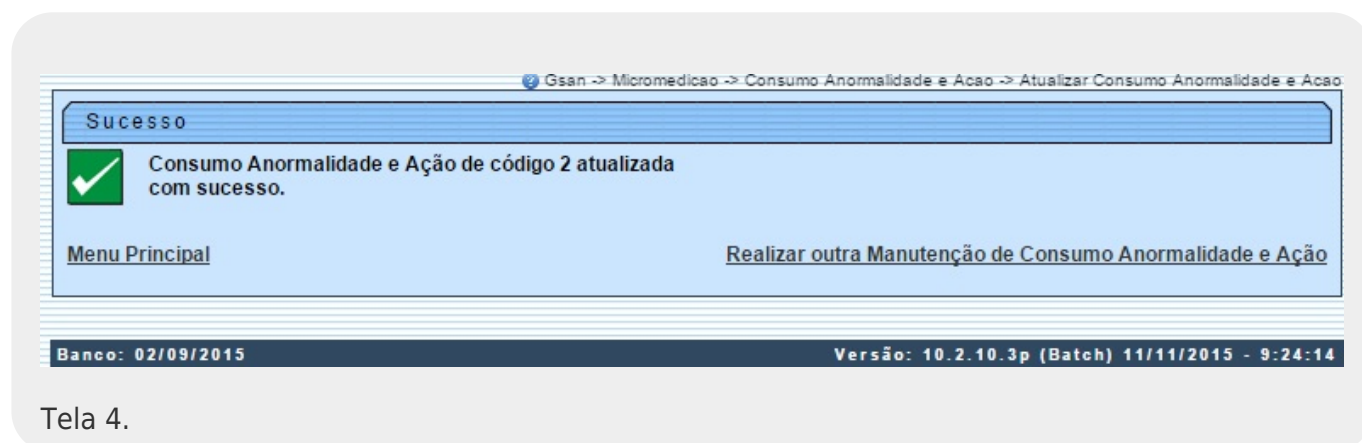 Gsan -> Micromedicao -> Consumo Anormalidade e Acao -> Atualizar Consumo Anormalidade e Acao
Sucesso
Consumo Anormalidade e Ação de código 2 atualizada
com sucesso.
Menu Principal Realizar outra Manutenção de Consumo Anormalidade e Ação
Banco: 02/09/2015 Versão: 10.2.10.3p (Batch) 11/11/2015 - 9:24:14
Tela 4.